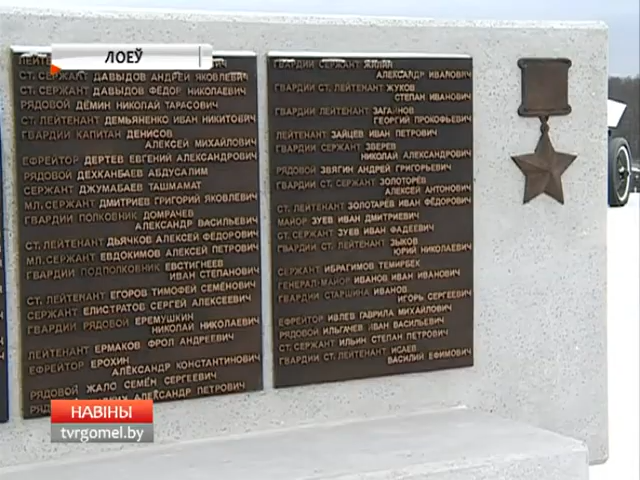 ЛОЕЎ
СТ. СЕРЖАНТ ДАВЫДОВ АНДРЕЙ ЯКОВЛЕВИЧ
СТ. СЕРЖАНТ ДАВЫДОВ ФЁДОР НИКОЛАЕВИЧ
РЯДОВОЙ ДЁМИН НИКОЛАЙ ТАРАСОВИЧ
СТ. ЛЕЙТЕНАНТ ДЕМЬЯНЕНКО ИВАН НИКИТОВИЧ
ГВАРДИИ КАПИТАН ДЕНИСОВ
АЛЕКСЕЙ МИХАЙЛОВИЧ
ЕФРЕЙТОР ДЕРТЕВ ЕВГЕНИЙ АЛЕКСАНДРОВИЧ
РЯДОВОЙ ДЕХКАНБАЕВ АБДУСАЛИМ
СЕРЖАНТ ДЖУМАБАЕВ ТАШМАМАТ
МЛ. СЕРЖАНТ ДМИТРИЕВ ГРИГОРИЙ ЯКОВЛЕВИЧ
ГВАРДИИ ПОЛКОВНИК ДОМРАЧЕВ
АЛЕКСАНДР ВАСИЛЬЕВИЧ
СТ. ЛЕЙТЕНАНТ ДЬЯЧКОВ АЛЕКСЕЙ ФЁДОРОВИЧ
МЛ. СЕРЖАНТ ЕВДОКИМОВ АЛЕКСЕЙ ПЕТРОВИЧ
ГВАРДИИ ПОДПОЛКОВНИК ЕВСТИГНЕЕВ
ИВАН СТЕПАНОВИЧ
СТ. ЛЕЙТЕНАНТ ЕГОРОВ ТИМОФЕЙ СЕМЁНОВИЧ
СЕРЖАНТ ЕЛИСТРАТОВ СЕРГЕЙ АЛЕКСЕЕВИЧ
ГВАРДИИ РЯДОВОЙ ЕРЕМУШКИН
НИКОЛАЙ НИКОЛАЕВИЧ
ЛЕЙТЕНАНТ ЕРМАКОВ ФРОЛ АНДРЕЕВИЧ
ЕФРЕЙТОР ЕРОХИН
АЛЕКСАНДР КОНСТАНТИНОВИЧ
РЯДОВОЙ ЖАЛО СЕМЁН СЕРГЕЕВИЧ
АЛЕКСАНДР ПЕТРОВИЧ
ГВАРДИИ СЕРЖАНТ ЖИЛИН
АЛЕКСАНДР ИВАНОВИЧ
ГВАРДИИ СТ. ЛЕЙТЕНАНТ ЖУКОВ
СТЕПАН ИВАНОВИЧ
ГВАРДИИ ЛЕЙТЕНАНТ ЗАГАЙНОВ
ГЕОРГИЙ ПРОКОФЬЕВИЧ
ЛЕЙТЕНАНТ ЗАЙЦЕВ ИВАН ПЕТРОВИЧ
ГВАРДИИ СЕРЖАНТ ЗВЕРЕВ
НИКОЛАЙ АЛЕКСАНДРОВИЧ
РЯДОВОЙ ЗВЯГИН АНДРЕЙ ГРИГОРЬЕВИЧ
ГВАРДИИ СТ. СЕРЖАНТ ЗОЛОТОРЁВ
АЛЕКСЕЙ АНТОНОВИЧ
СТ. ЛЕЙТЕНАНТ ЗОЛОТАРЁВ ИВАН ФЁДОРОВИЧ
МАЙОР ЗУЕВ ИВАН ДМИТРИЕВИЧ
СТ. СЕРЖАНТ ЗУЕВ ИВАН ФАДЕЕВИЧ
ГВАРДИИ СТ. ЛЕЙТЕНАНТ ЗЫКОВ
ЮРИЙ НИКОЛАЕВИЧ
СЕРЖАНТ ИБРАГИМОВ ТЕМИРБЕК
ГЕНЕРАЛ-МАЙОР ИВАНОВ ИВАН ИВАНОВИЧ
ГВАРДИИ СТАРШИНА ИВАНОВ
ИГОРЬ СЕРГЕЕВИЧ
ЕФРЕЙТОР ИВЛЕВ ГАВРИЛА МИХАЙЛОВИЧ
РЯДОВОЙ ИЛЬГАЧЕВ ИВАН ВАСИЛЬЕВИЧ
СТ. СЕРЖАНТ ИЛЬИН СТЕПАН ПЕТРОВИЧ
ГВАРДИИ СТ. ЛЕЙТЕНАНТ ИСАЕВ
ВАСИЛИЙ ЕФИМОВИЧ
НАВІНЫ
tvrgomel.by